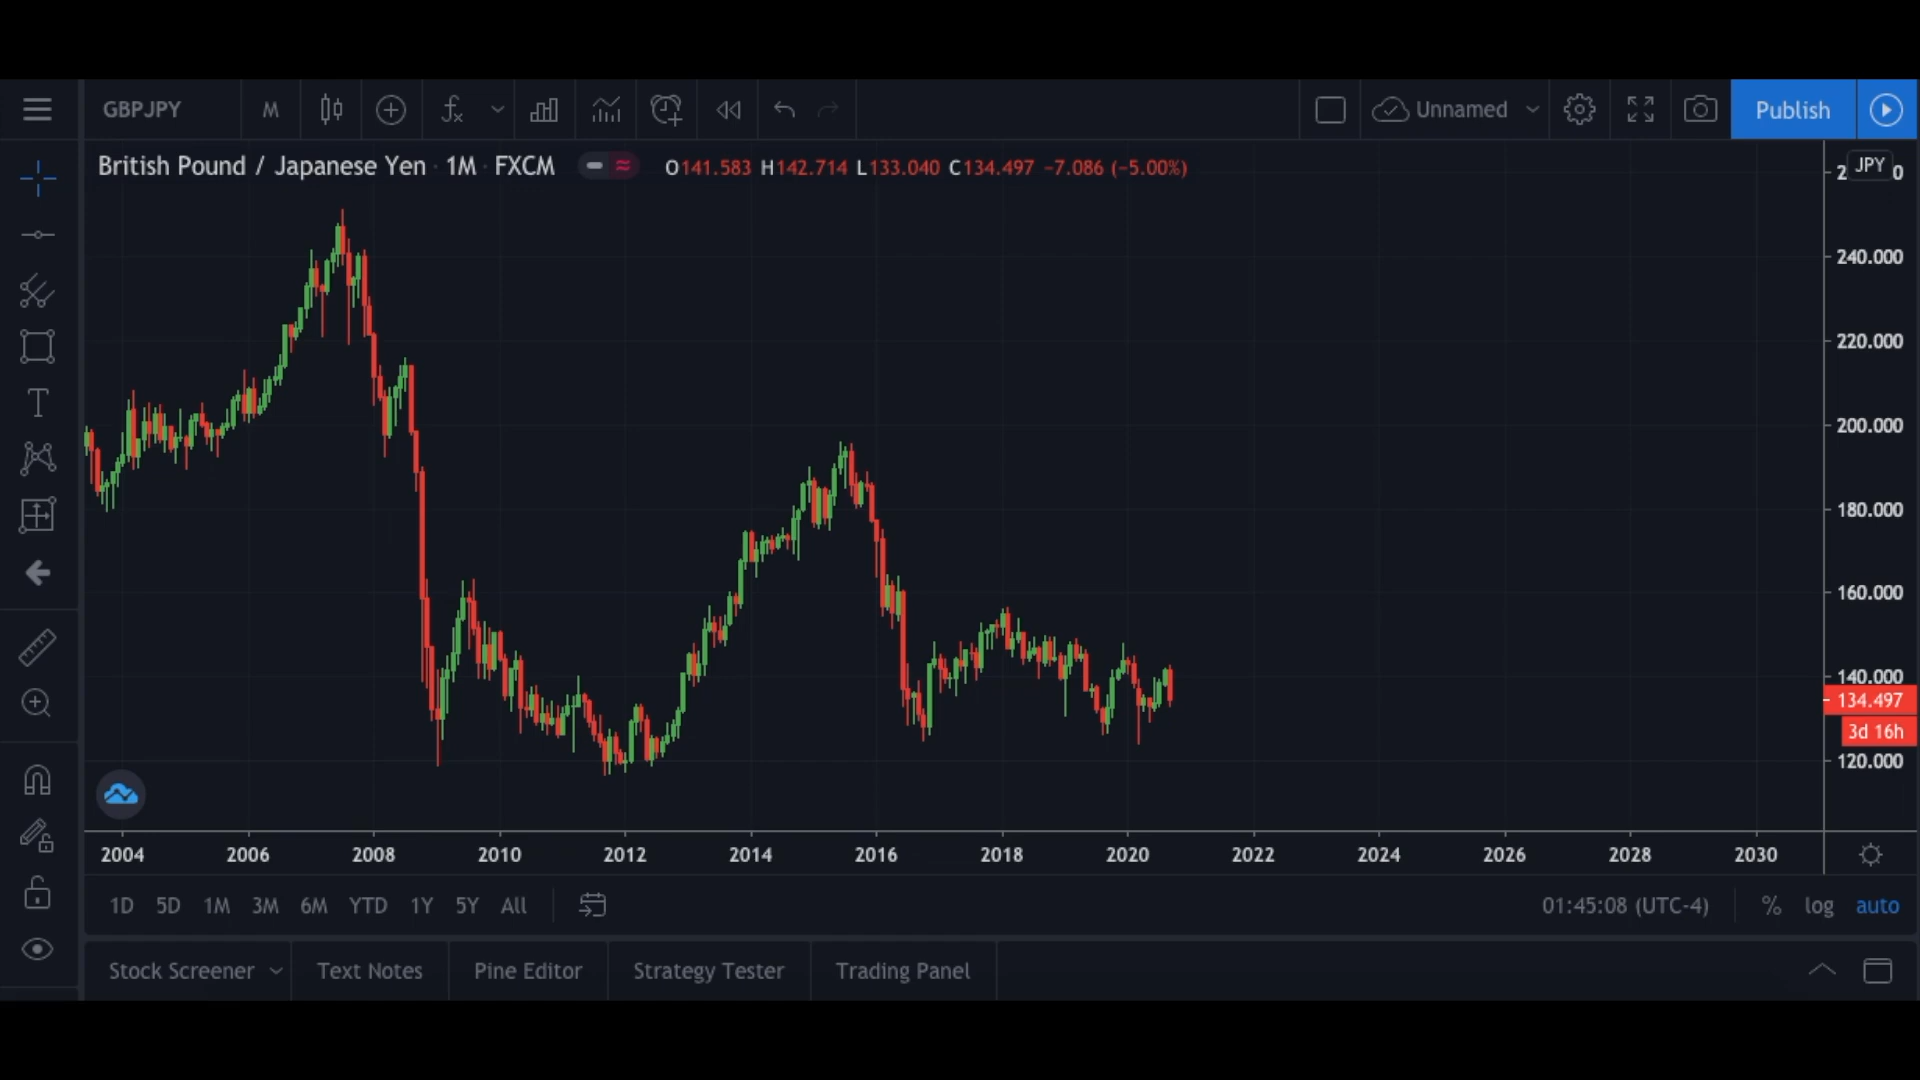 GBPJPY M Unnamed Publish
British Pound / Japanese Yen · 1M · FXCM O141.583 H142.714 L133.040 C134.497 −7.086 (−5.00%)
JPY
240.000
220.000
200.000
180.000
160.000
140.000
134.497
3d 16h
120.000
2004 2006 2008 2010 2012 2014 2016 2018 2020 2022 2024 2026 2028 2030
1D 5D 1M 3M 6M YTD 1Y 5Y All 01:45:08 (UTC-4) % log auto
Stock Screener Text Notes Pine Editor Strategy Tester Trading Panel